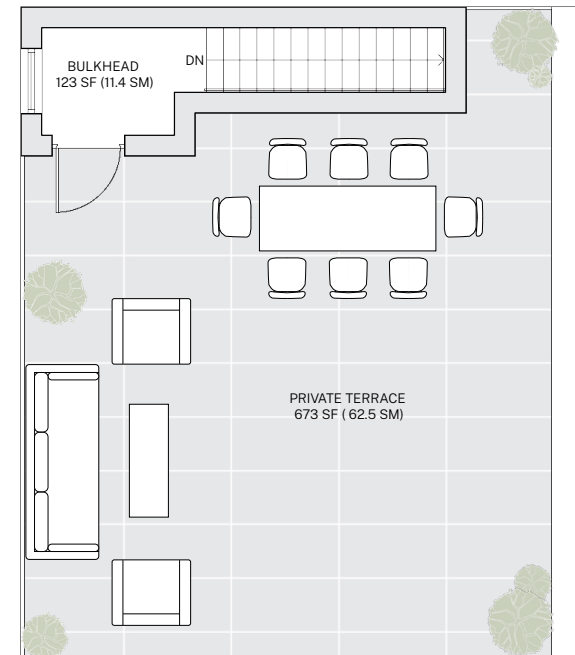 BULKHEAD
123 SF (11.4 SM)
DN
PRIVATE TERRACE
673 SF ( 62.5 SM)